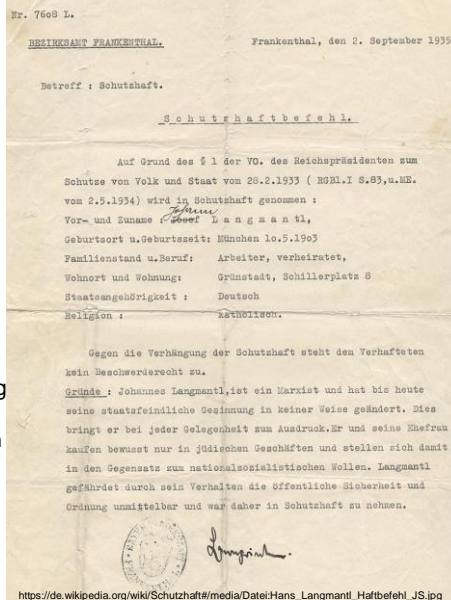 Nr. 7608 L.
BEZIRKSAMT FRANKENTHAL. Frankenthal, den 2. September 1935
Betreff : Schutzhaft.
Schutzhaftbefehl.
Auf Grund des § 1 der VO. des Reichspräsidenten zum
Schutze von Volk und Staat vom 28.2.1933 ( RGBl.I S.83,u.ME.
vom 2.5.1934) wird in Schutzhaft genommen :
Johann
Vor- und Zuname : Josef Langmantl,
Geburtsort u.Geburtszeit: München 10.5.1903
Familienstand u.Beruf: Arbeiter, verheiratet,
Wohnort und Wohnung: Grünstadt, Schillerplatz 8
Staatsangehörigkeit : Deutsch
Religion : katholisch.
Gegen die Verhängung der Schutzhaft steht dem Verhafteten
kein Beschwerderecht zu.
Gründe : Johannes Langmantl,ist ein Marxist und hat bis heute
seine staatsfeindliche Gesinnung in keiner Weise geändert. Dies
bringt er bei jeder Gelegenheit zum Ausdruck.Er und seine Ehefrau
kaufen bewusst nur in jüdischen Geschäften und stellen sich damit
in den Gegensatz zum nationalsozialistischen Wollen. Langmantl
gefährdet durch sein Verhalten die öffentliche Sicherheit und
Ordnung unmittelbar und war daher in Schutzhaft zu nehmen.
https://de.wikipedia.org/wiki/Schutzhaft#/media/Datei:Hans_Langmantl_Haftbefehl_JS.jpg